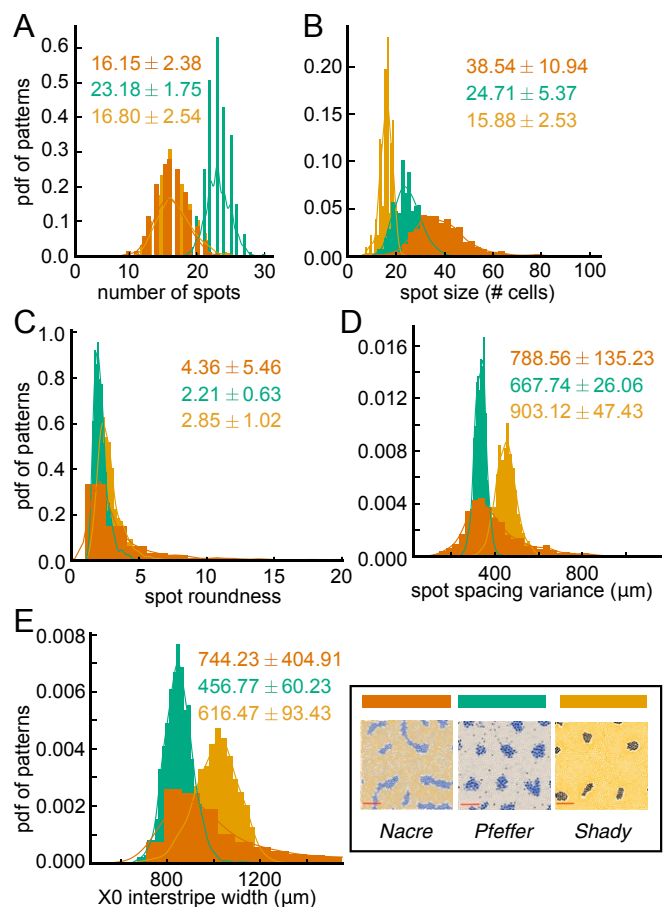 A
pdf of patterns
0.6
0.5
0.4
0.3
0.2
0.1
0.0
16.15 ± 2.38
23.18 ± 1.75
16.80 ± 2.54
0 10 20 30
number of spots
B
0.20
0.15
0.10
0.05
0.00
38.54 ± 10.94
24.71 ± 5.37
15.88 ± 2.53
0 20 40 60 80 100
spot size (# cells)
C
pdf of patterns
1.0
0.8
0.6
0.4
0.2
0.0
4.36 ± 5.46
2.21 ± 0.63
2.85 ± 1.02
0 5 10 15 20
spot roundness
D
0.016
0.012
0.008
0.004
0.000
788.56 ± 135.23
667.74 ± 26.06
903.12 ± 47.43
400 800
spot spacing variance (μm)
E
pdf of patterns
0.008
0.006
0.004
0.002
0.000
744.23 ± 404.91
456.77 ± 60.23
616.47 ± 93.43
800 1200
X0 interstripe width (μm)
Nacre Pfeffer Shady